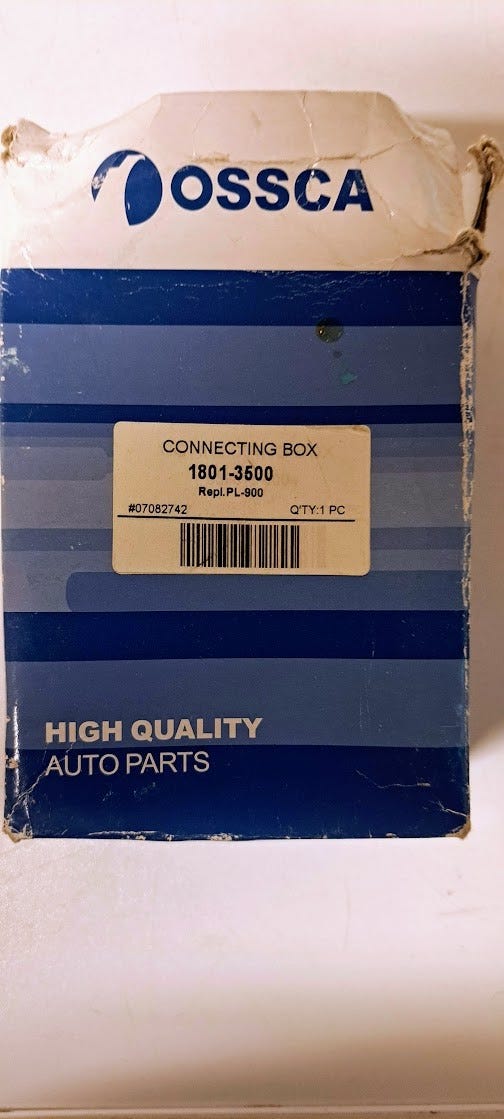 OSSCA
CONNECTING BOX
1801-3500
Repl.PL-900
#07082742 Q'TY:1 PC
HIGH QUALITY
AUTO PARTS